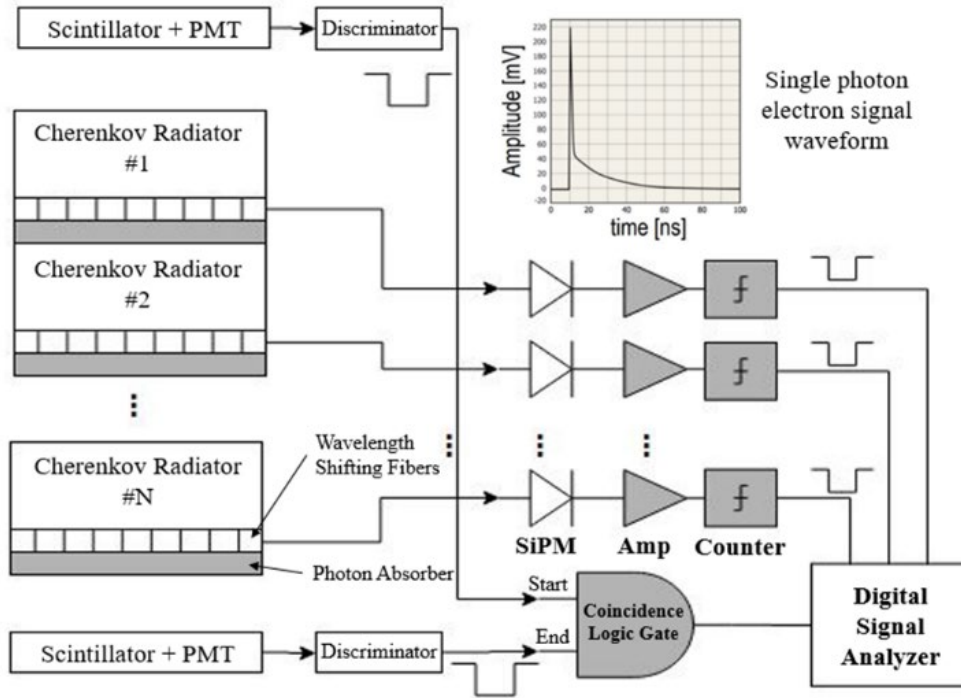 Scintillator + PMT
Discriminator
Amplitude [mV]
220
200
180
160
140
120
100
80
60
40
20
0
-20
0
20
40
60
80
100
time [ns]
Single photon
electron signal
waveform
Cherenkov Radiator
#1
Cherenkov Radiator
#2
Cherenkov Radiator
#N
Wavelength
Shifting Fibers
Photon Absorber
SiPM
Amp
Counter
Start
End
Coincidence
Logic Gate
Digital
Signal
Analyzer
Scintillator + PMT
Discriminator